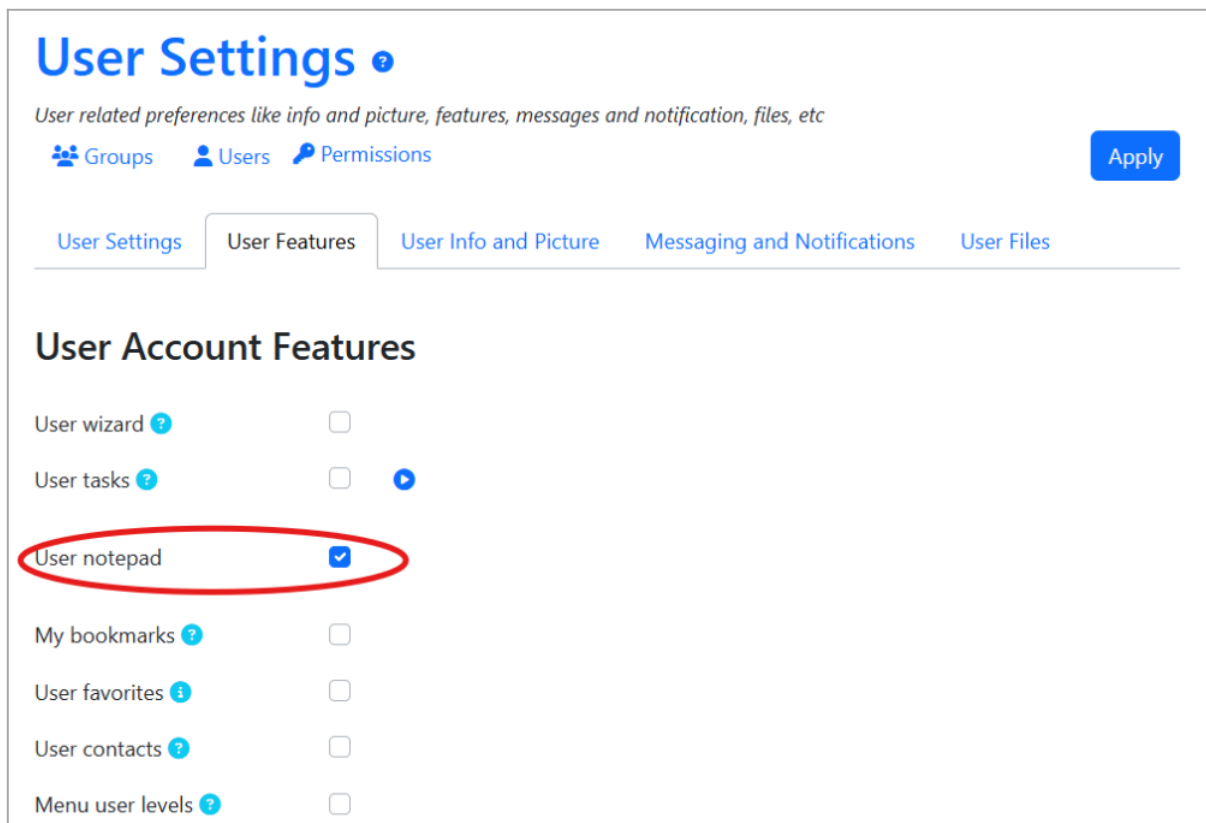 User Settings
User related preferences like info and picture, features, messages and notification, files, etc
Groups Users Permissions
Apply
User Settings User Features User Info and Picture Messaging and Notifications User Files
User Account Features
User wizard
User tasks
User notepad
My bookmarks
User favorites
User contacts
Menu user levels